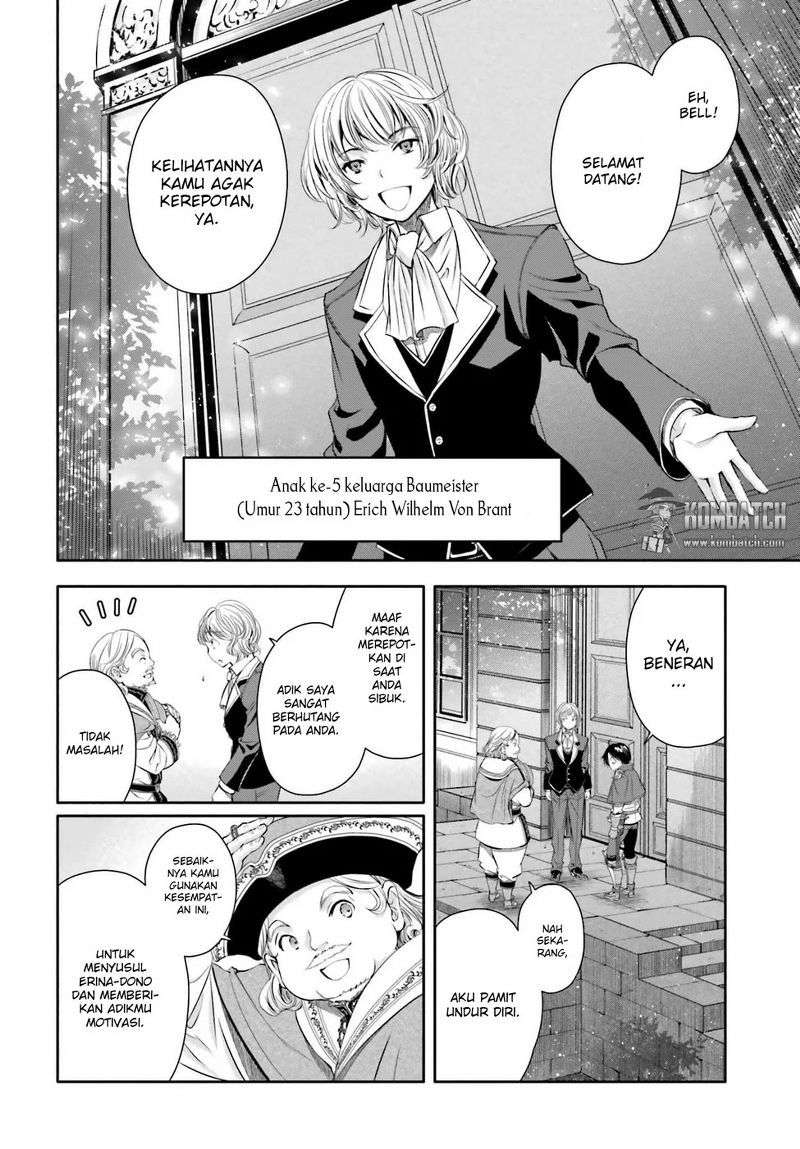 EH,
BELL!
SELAMAT
DATANG!
KELIHATANNYA
KAMU AGAK
KEREPOTAN,
YA.
Anak ke-5 keluarga Baumeister
(Umur 23 tahun) Erich Wilhelm Von Brant
KOMBATCH
www.kombatch.com
YA,
BENERAN
...
NAH
SEKA-
RANG,
AKU PAMIT
UNDUR DIRI.
MAAF
KARENA
MEREPOT-
KAN DI
SAAT
ANDA
SIBUK.
ADIK SAYA
SANGAT
BERHUTANG
PADA ANDA.
TIDAK
MASALAH!
SEBAIK-
NYA KAMU
GUNAKAN
KESEMPAT-
AN INI,
UNTUK
MENYUSUL
ERINA-DONO
DAN MEMBERI-
KAN ADIKMU
MOTIVASI.